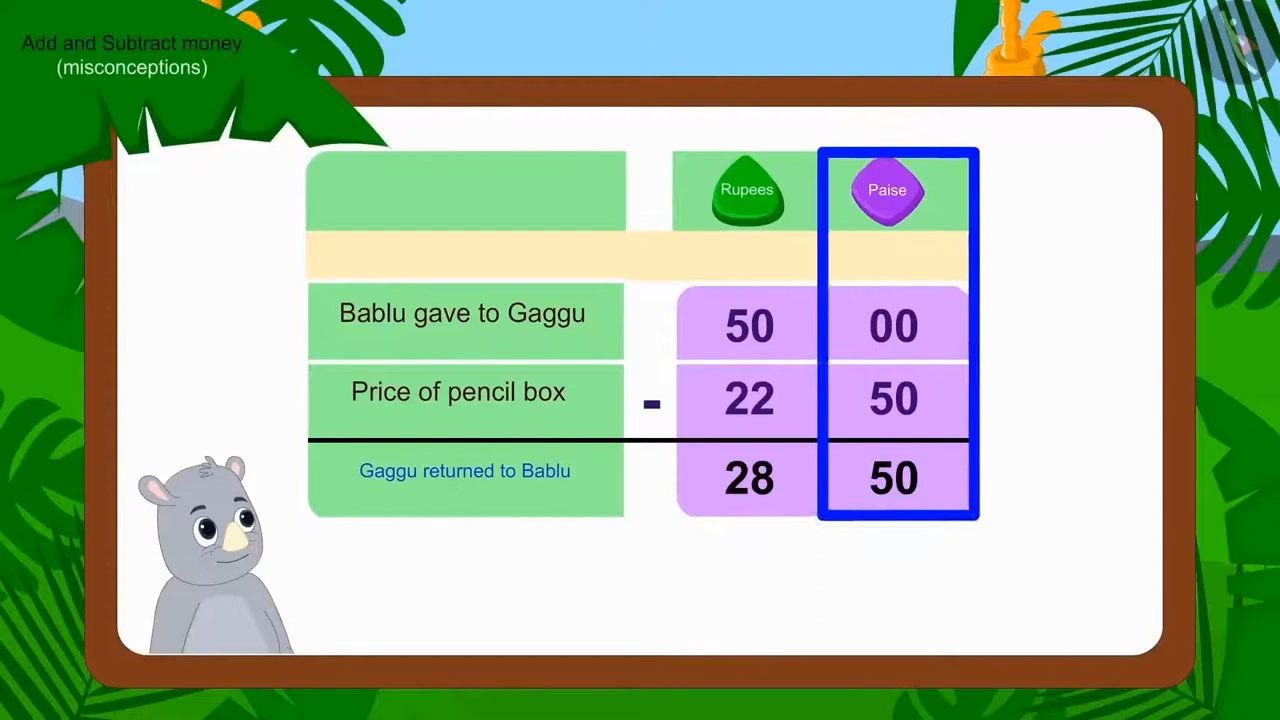 Add and Subtract money
(misconceptions)
Rupees Paise
Bablu gave to Gaggu 50 00
Price of pencil box - 22 50
Gaggu returned to Bablu 28 50